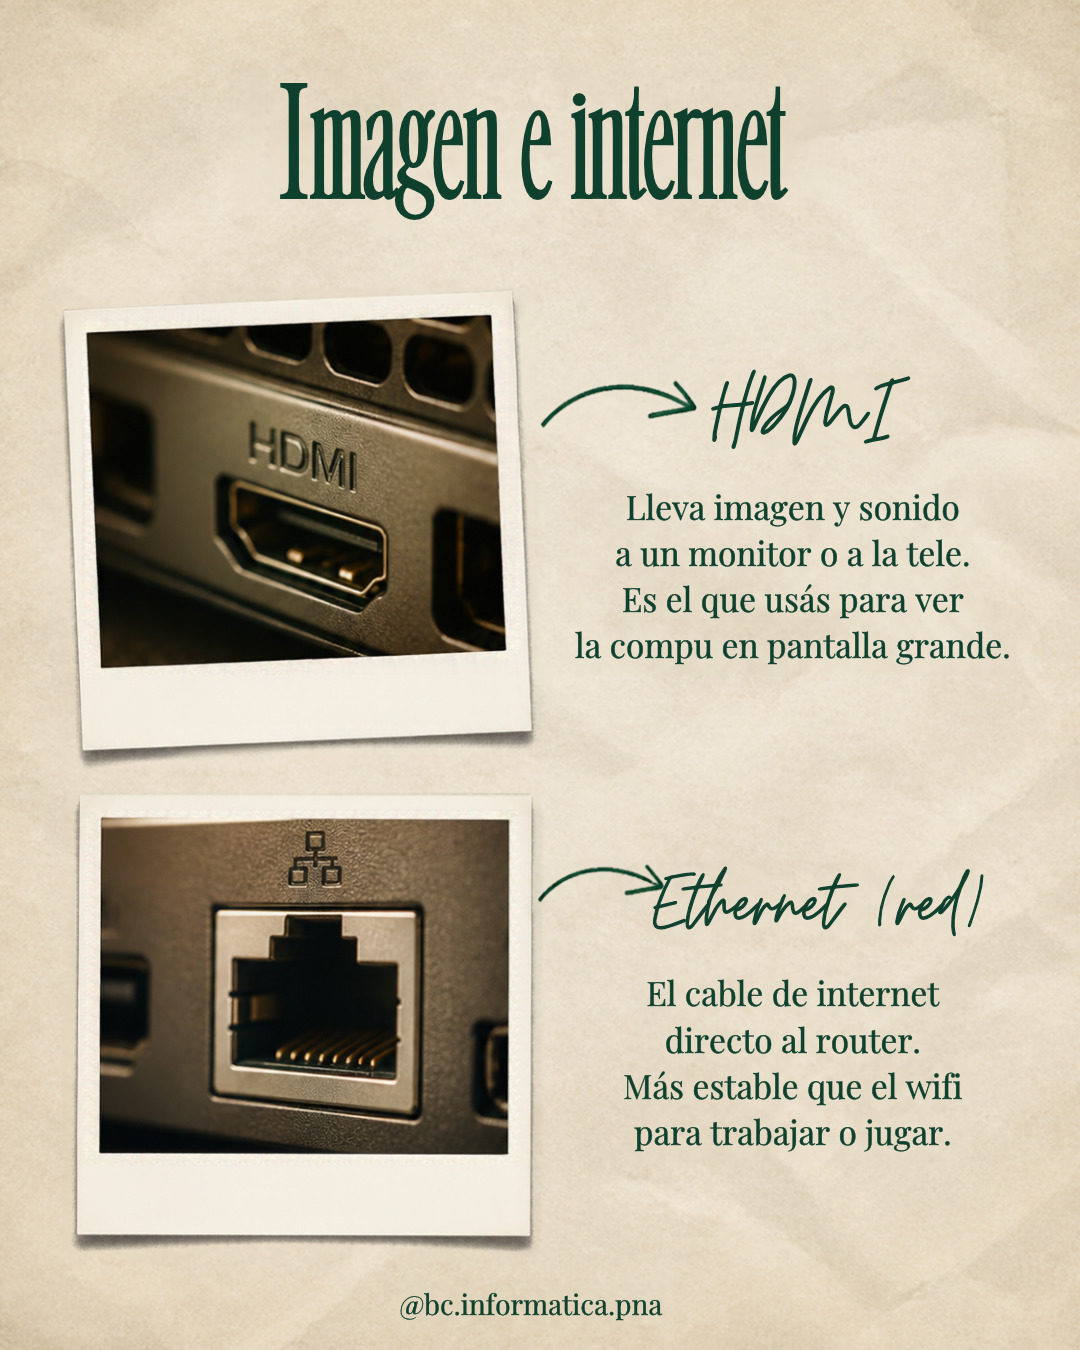 Imagen e internet
HDMI
HDMI
Lleva imagen y sonido
a un monitor o a la tele.
Es el que usás para ver
la compu en pantalla grande.
Ethernet (red)
El cable de internet
directo al router.
Más estable que el wifi
para trabajar o jugar.
@bc.informatica.pna